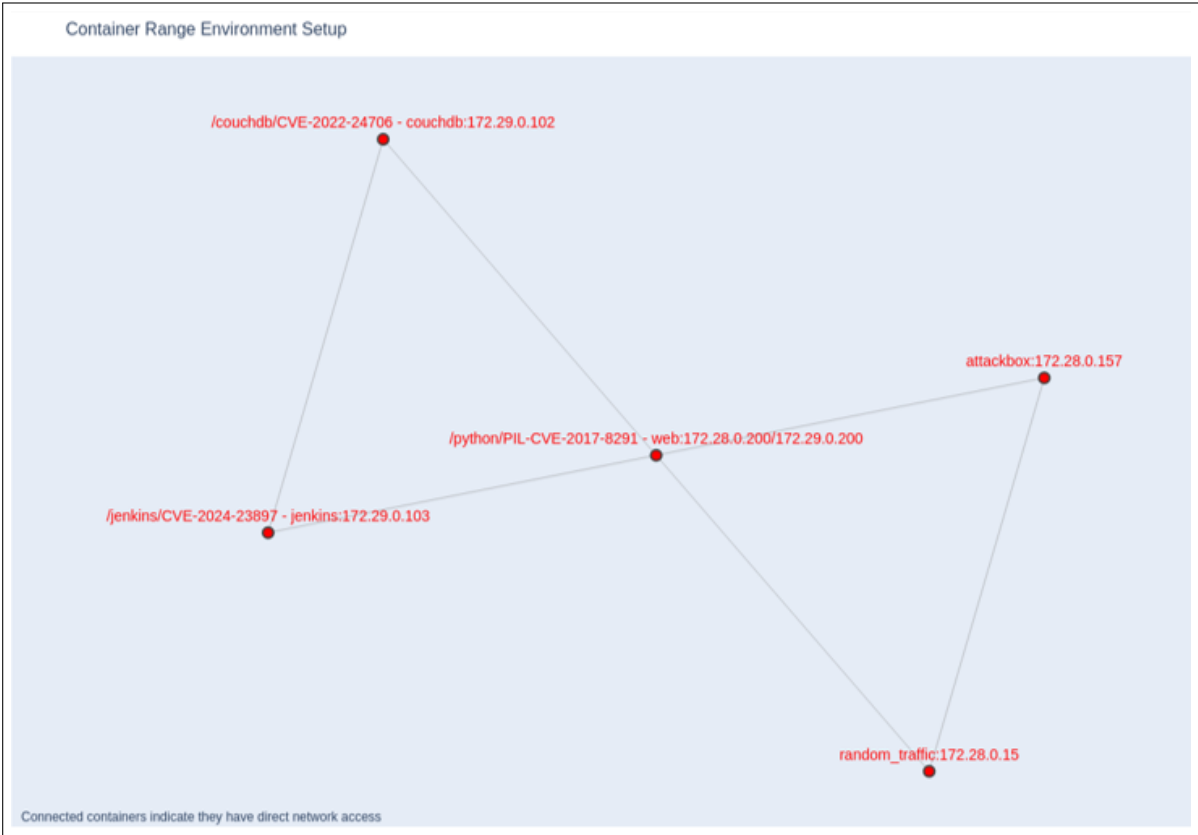 Container Range Environment Setup
/couchdb/CVE-2022-24706 - couchdb:172.29.0.102
attackbox:172.28.0.157
/python/PIL-CVE-2017-8291 - web:172.28.0.200/172.29.0.200
/jenkins/CVE-2024-23897 - jenkins:172.29.0.103
random_traffic:172.28.0.15
Connected containers indicate they have direct network access